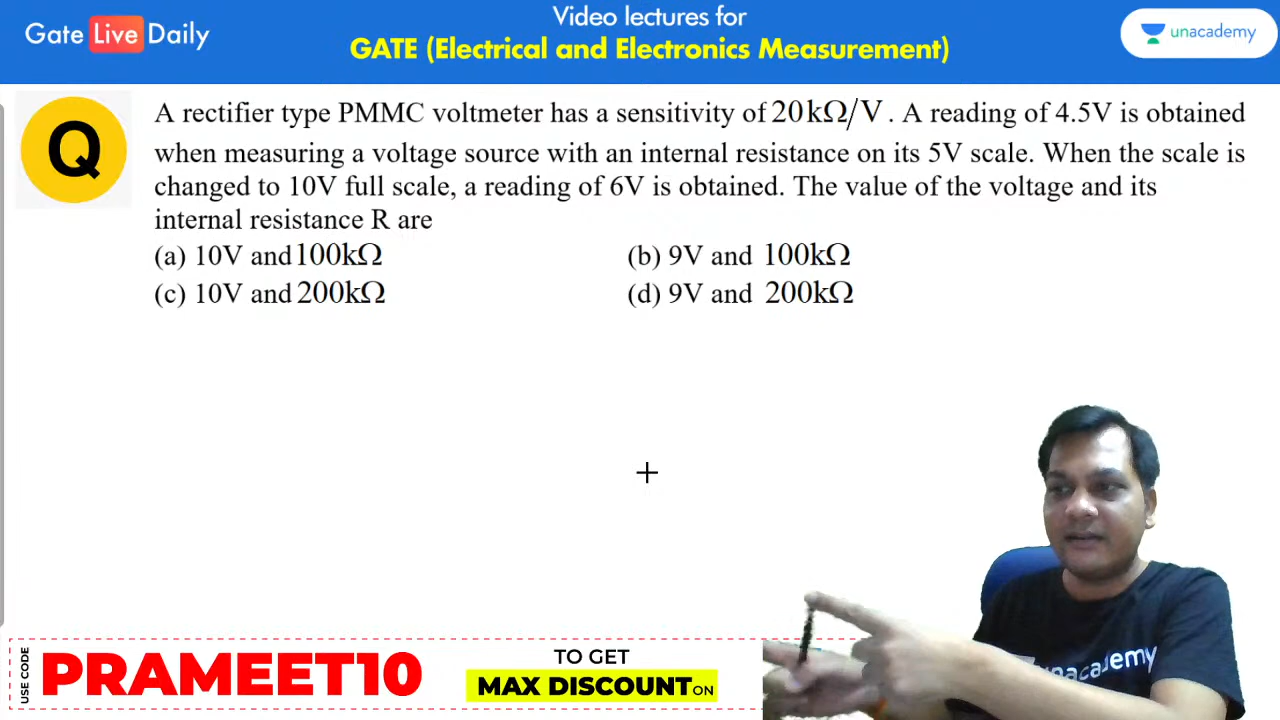 Gate Live Daily
Video lectures for
GATE (Electrical and Electronics Measurement)
unacademy
Q
A rectifier type PMMC voltmeter has a sensitivity of 20kΩ/V. A reading of 4.5V is obtained
when measuring a voltage source with an internal resistance on its 5V scale. When the scale is
changed to 10V full scale, a reading of 6V is obtained. The value of the voltage and its
internal resistance R are
(a) 10V and 100kΩ (b) 9V and 100kΩ
(c) 10V and 200kΩ (d) 9V and 200kΩ
USE CODE
PRAMEET10
TO GET
MAX DISCOUNT ON
unacademy